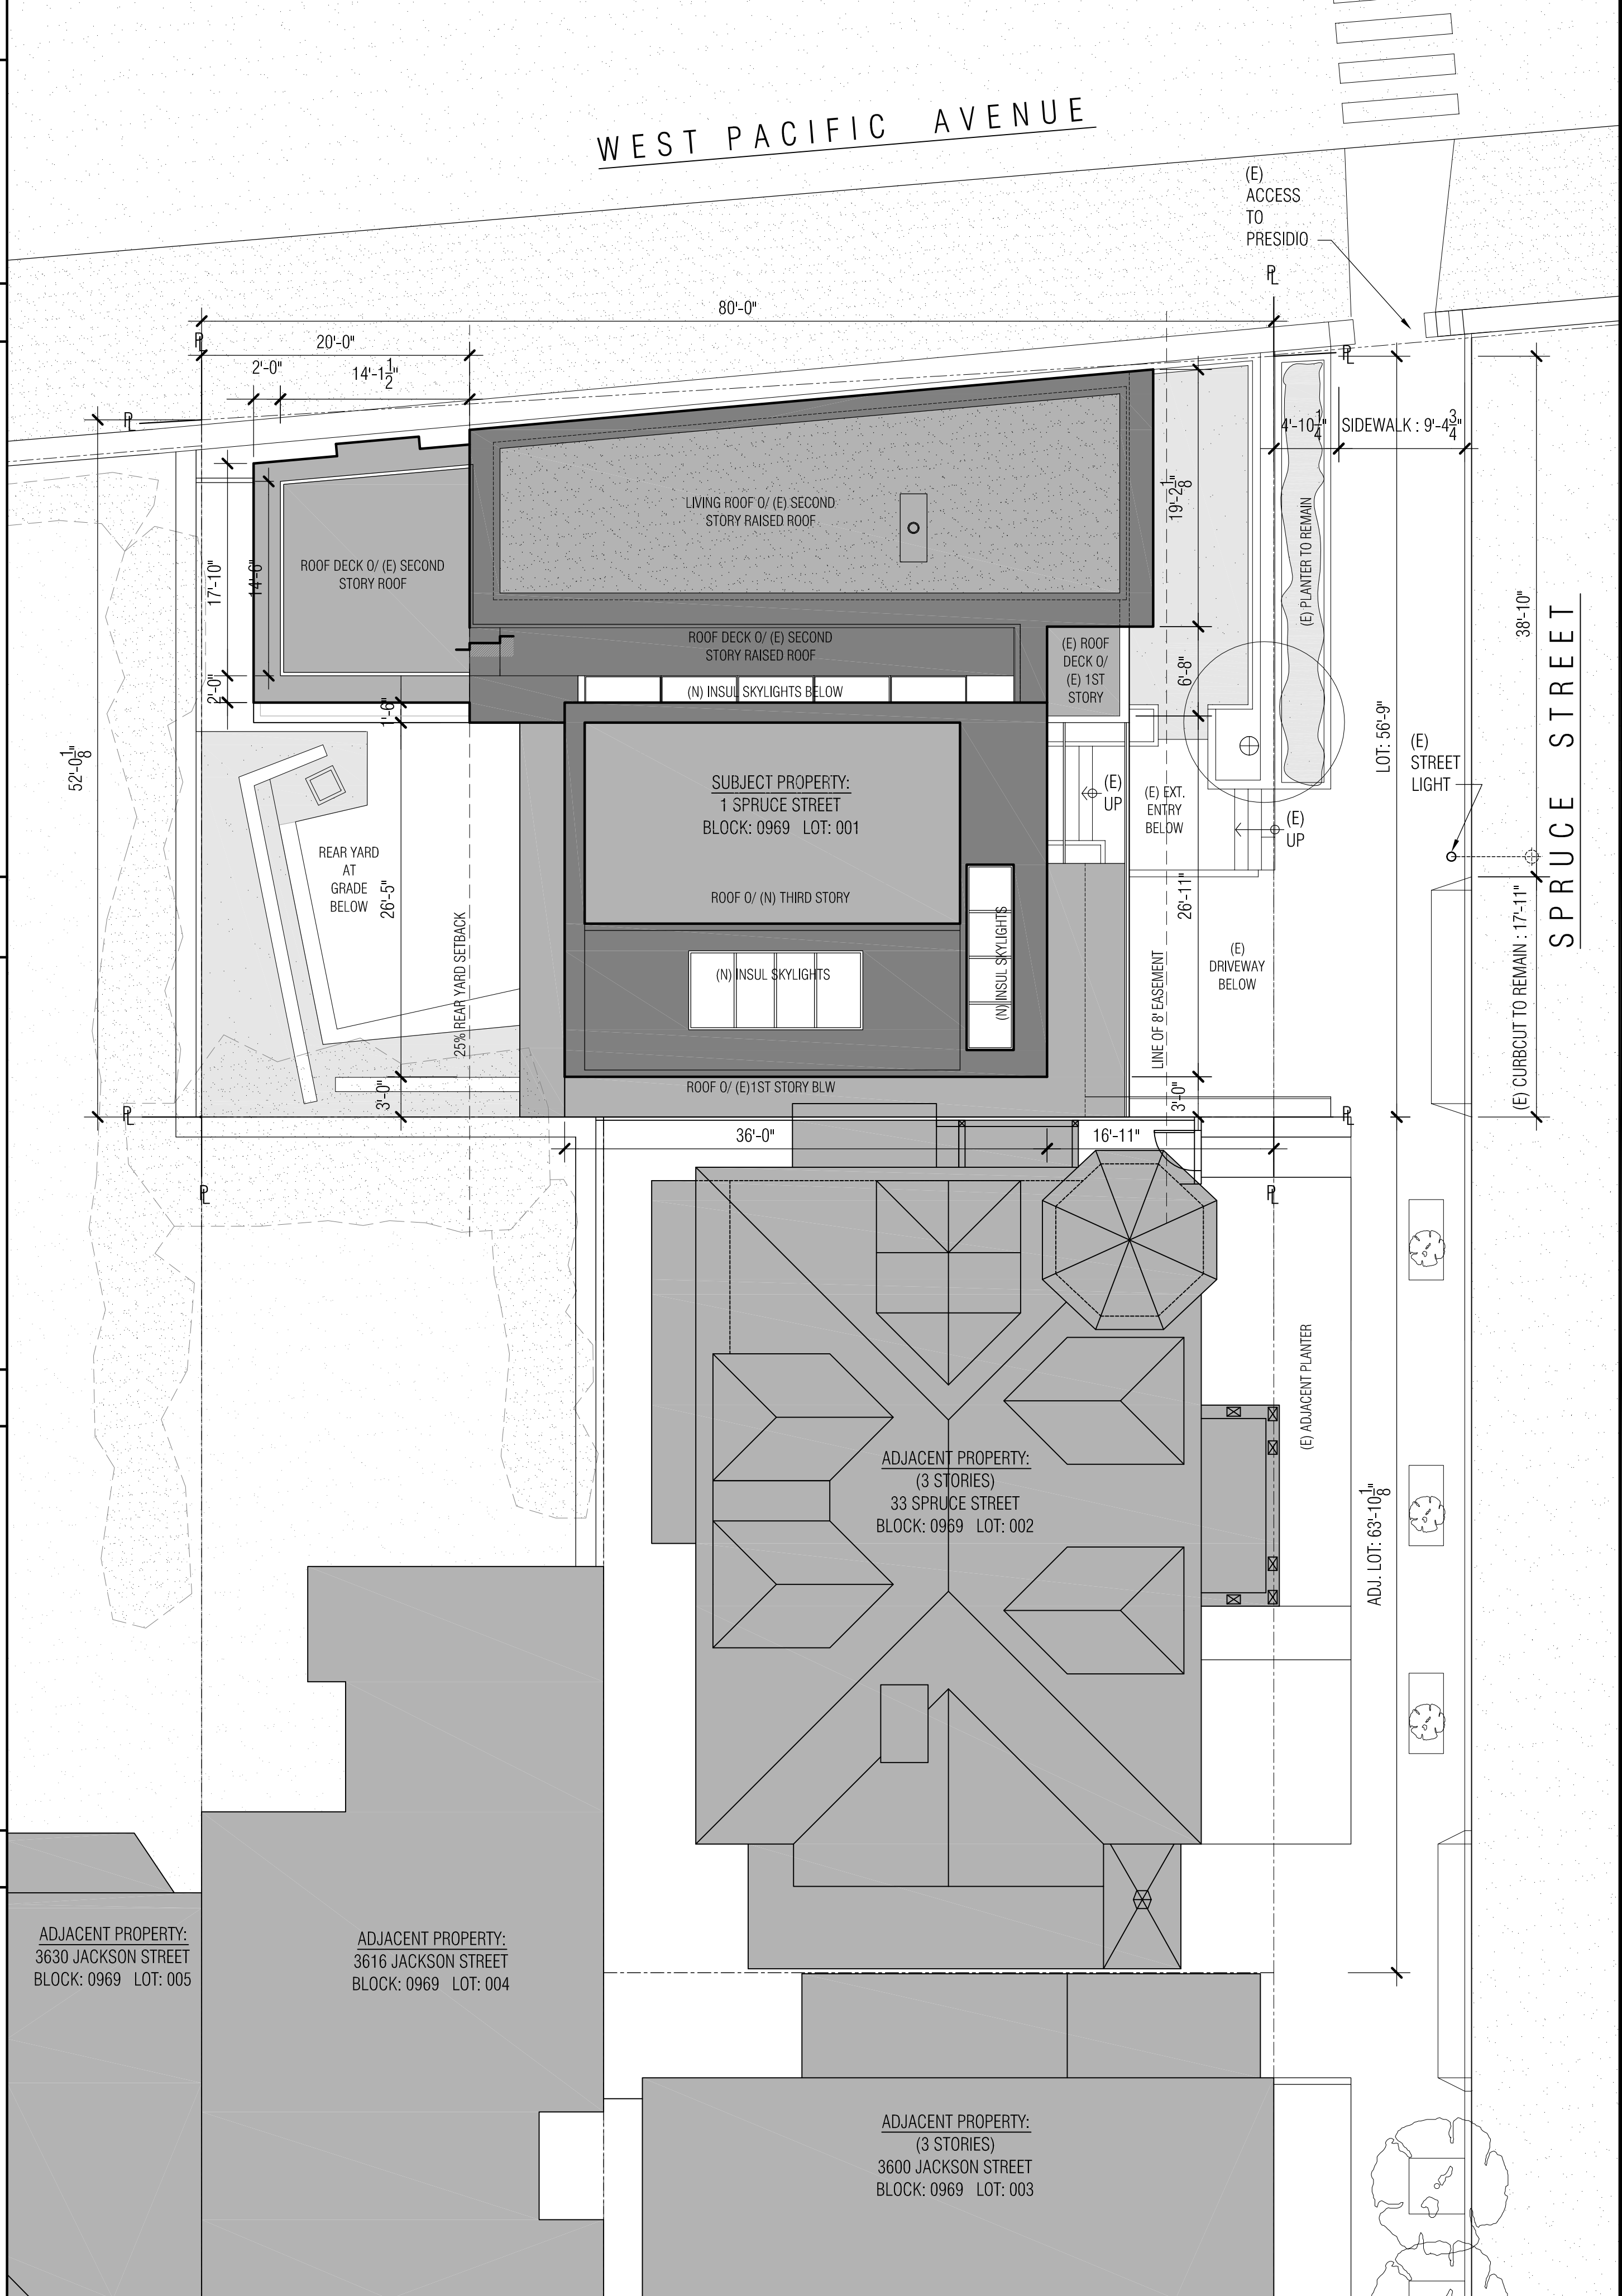 WEST PACIFIC AVENUE
(E)
ACCESS
TO
PRESIDIO
PL
80'-0"
PL
20'-0"
PL
2'-0"
14'-1 1/2"
PL
4'-10 1/4"
SIDEWALK : 9'-4 3/4"
19'-2 1/8"
LIVING ROOF O/ (E) SECOND
STORY RAISED ROOF
(E) PLANTER TO REMAIN
ROOF DECK O/ (E) SECOND
STORY ROOF
17'-10"
14'-6"
38'-10"
SPRUCE STREET
ROOF DECK O/ (E) SECOND
STORY RAISED ROOF
(E) ROOF
DECK O/
(E) 1ST
STORY
6'-8"
2'-0"
1'-6"
(N) INSUL SKYLIGHTS BELOW
52'-0 1/8"
LOT: 56'-9"
(E)
STREET
LIGHT
SUBJECT PROPERTY:
1 SPRUCE STREET
BLOCK: 0969 LOT: 001
(E)
UP
(E) EXT.
ENTRY
BELOW
(E)
UP
REAR YARD
AT
GRADE
BELOW
26'-5"
ROOF O/ (N) THIRD STORY
26'-11"
25% REAR YARD SETBACK
(N) INSUL SKYLIGHTS
(N) INSUL SKYLIGHTS
LINE OF 8' EASEMENT
(E)
DRIVEWAY
BELOW
(E) CURBCUT TO REMAIN : 17'-11"
3'-0"
ROOF O/ (E)1ST STORY BLW
3'-0"
PL
PL
36'-0"
16'-11"
PL
PL
(E) ADJACENT PLANTER
ADJACENT PROPERTY:
(3 STORIES)
33 SPRUCE STREET
BLOCK: 0969 LOT: 002
ADJ. LOT: 63'-10 1/8"
ADJACENT PROPERTY:
3630 JACKSON STREET
BLOCK: 0969 LOT: 005
ADJACENT PROPERTY:
3616 JACKSON STREET
BLOCK: 0969 LOT: 004
ADJACENT PROPERTY:
(3 STORIES)
3600 JACKSON STREET
BLOCK: 0969 LOT: 003